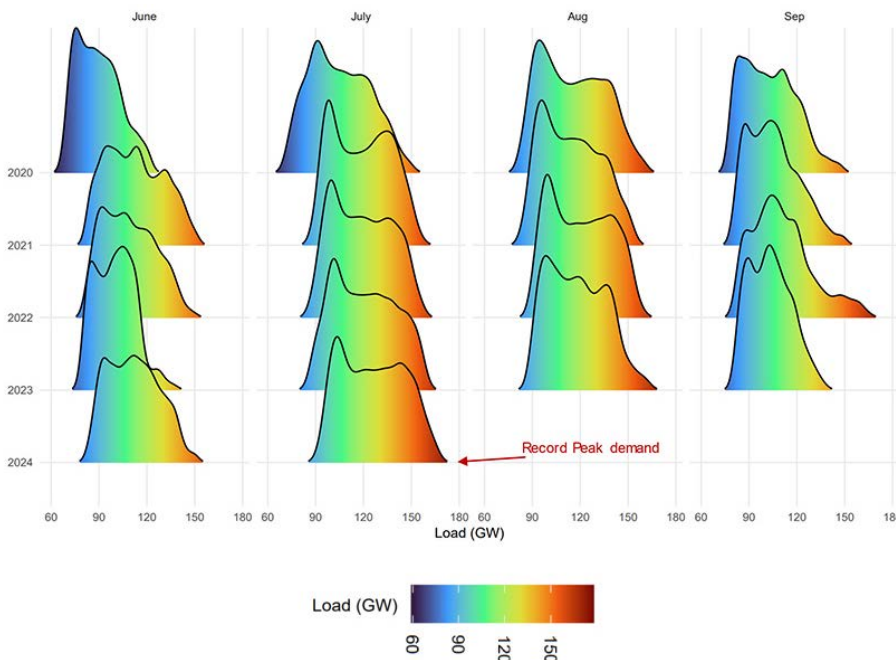 June July Aug Sep
2020
2021
2022
2023
2024
Record Peak demand
60 90 120 150 180 60 90 120 150 180 60 90 120 150 180 60 90 120 150 18
Load (GW)
Load (GW)
60 90 120 150